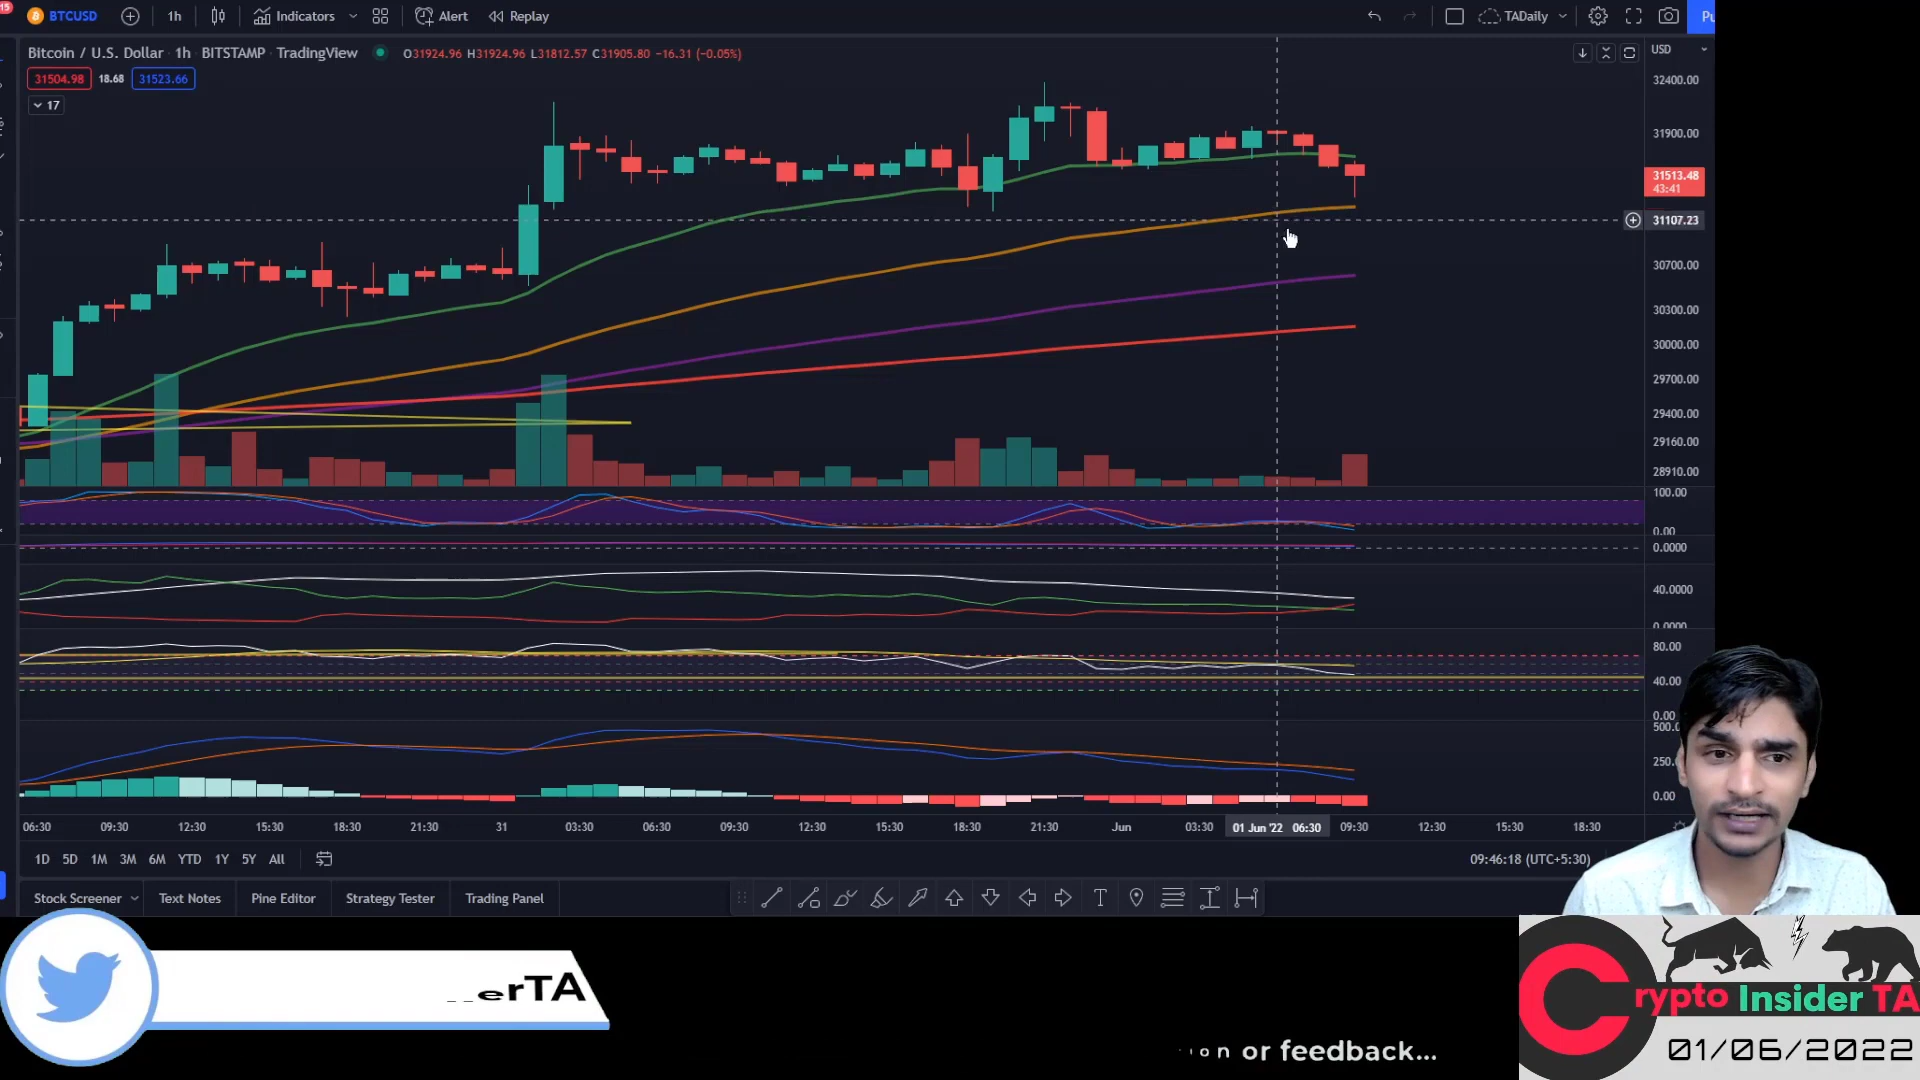 15
BTCUSD 1h Indicators Alert Replay TADaily Pu
Bitcoin / U.S. Dollar 1h BITSTAMP TradingView O31924.96 H31924.96 L31812.57 C31905.80 −16.31 (−0.05%)
31504.98 18.68 31523.66
17
USD
32400.00
31900.00
31513.48
43:41
31107.23
30700.00
30300.00
30000.00
29700.00
29400.00
29160.00
28910.00
100.00
0.00
0.0000
40.0000
0.0000
80.00
40.00
0.00
500.
250.
0.00
06:30 09:30 12:30 15:30 18:30 21:30 31 03:30 06:30 09:30 12:30 15:30 18:30 21:30 Jun 03:30 01 Jun '22 06:30 09:30 12:30 15:30 18:30
1D 5D 1M 3M 6M YTD 1Y 5Y All 09:46:18 (UTC+5:30)
Stock Screener Text Notes Pine Editor Strategy Tester Trading Panel T
erTA
on or feedback...
Crypto Insider TA
01/06/2022